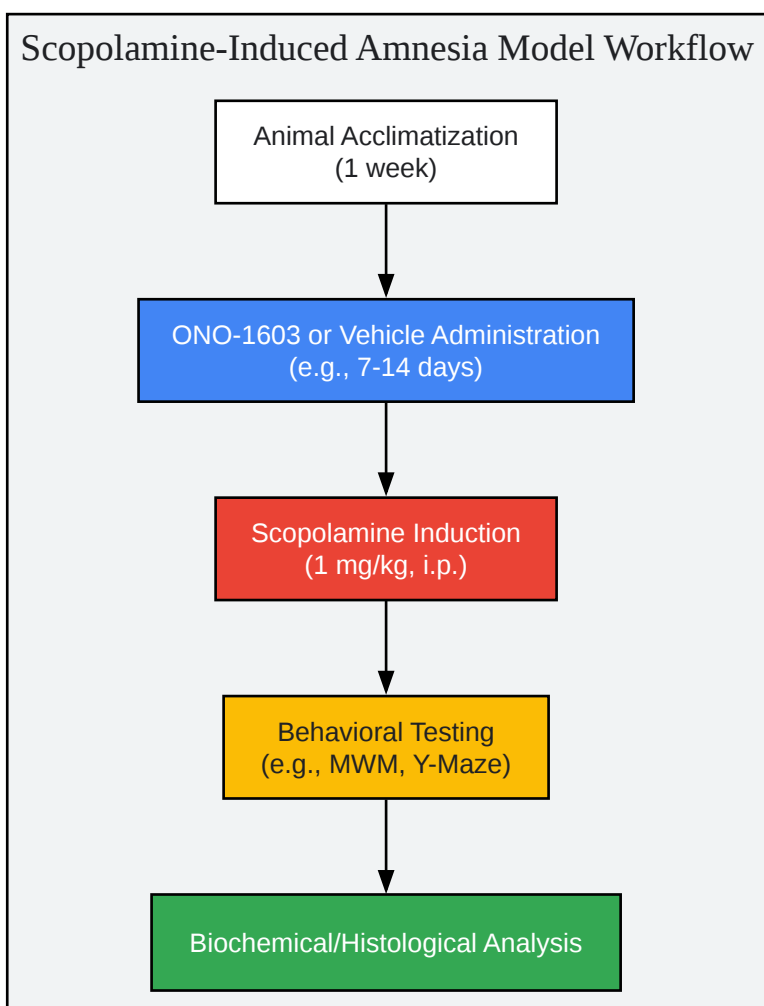 Scopolamine-Induced Amnesia Model Workflow
Animal Acclimatization
(1 week)
ONO-1603 or Vehicle Administration
(e.g., 7-14 days)
Scopolamine Induction
(1 mg/kg, i.p.)
Behavioral Testing
(e.g., MWM, Y-Maze)
Biochemical/Histological Analysis